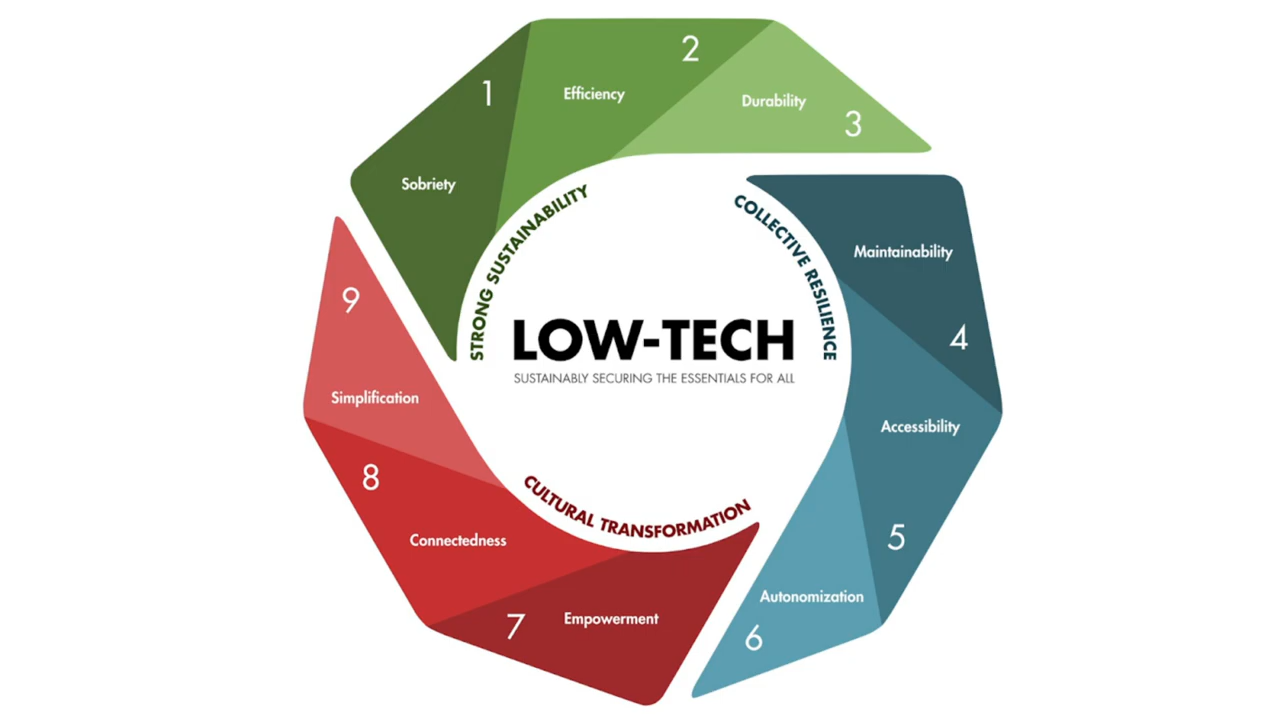 1
Sobriety
2
Efficiency
Durability
3
Maintainability
4
Accessibility
5
Autonomization
6
7
Empowerment
8
Connectedness
9
Simplification
STRONG SUSTAINABILITY
COLLECTIVE RESILIENCE
CULTURAL TRANSFORMATION
LOW-TECH
SUSTAINABLY SECURING THE ESSENTIALS FOR ALL